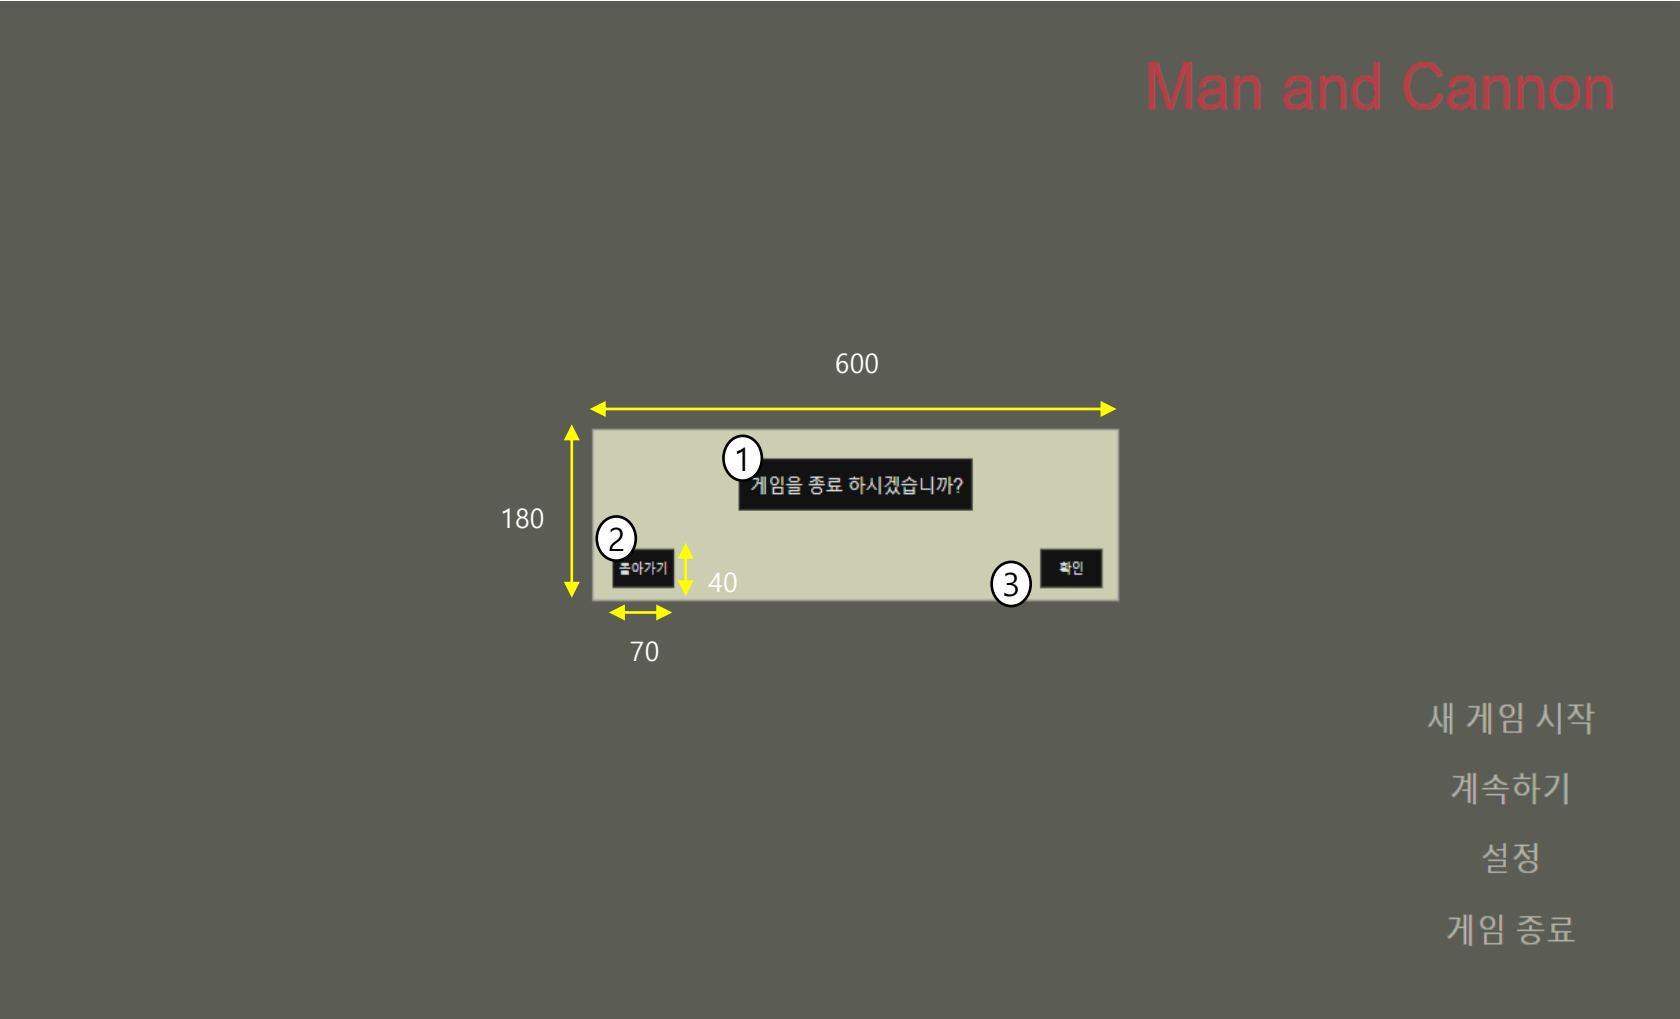 Man and Cannon
600
1
게임을 종료 하시겠습니까?
180
2
돌아가기
40
3
확인
70
새 게임 시작
계속하기
설정
게임 종료